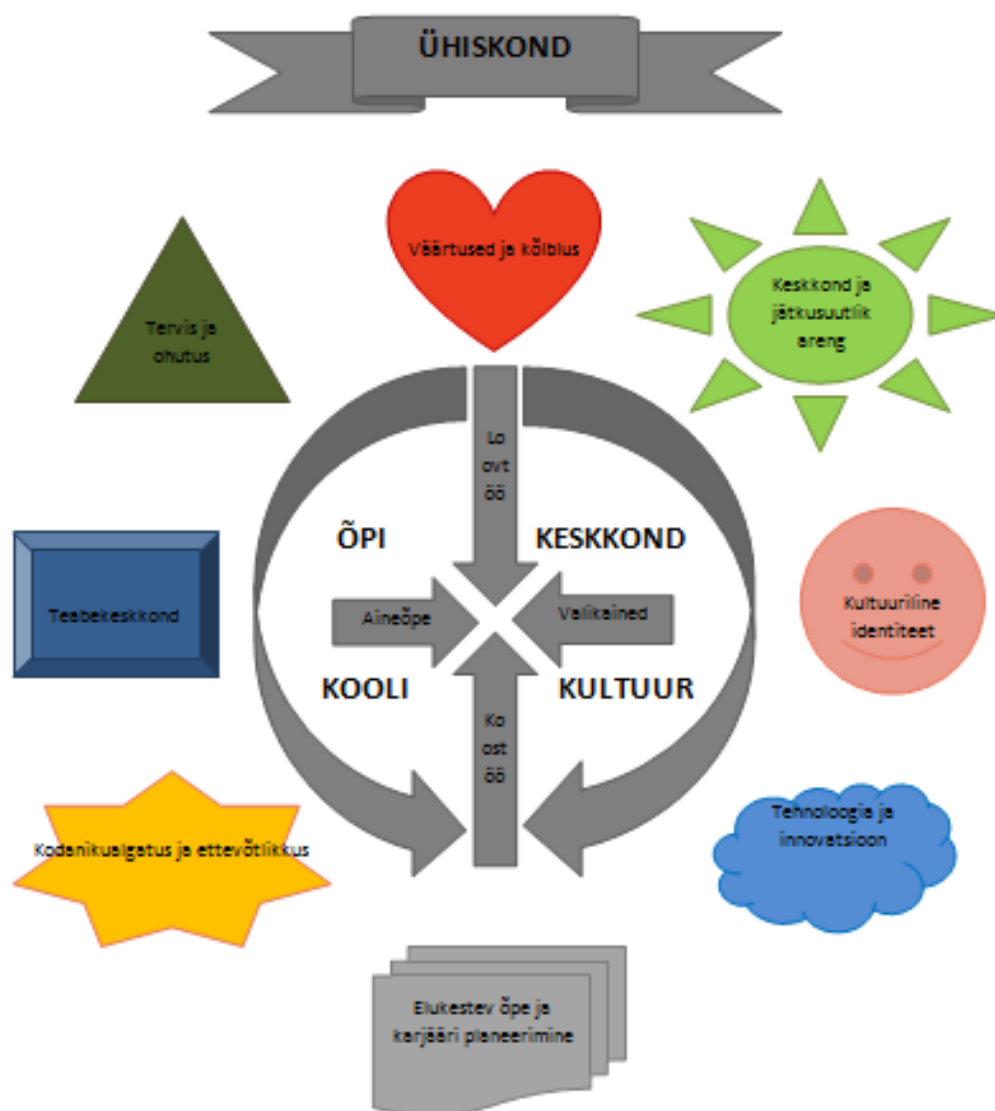 ÜHISKOND
Väärtused ja kõlblus
Keskkond ja
jätkusuutlik
areng
Tervis ja
ohutus
Lo
ovt
öö
ÕPI
KESKKOND
Teabekeskkond
Aineõpe
Valikained
Kultuuriline
identiteet
KOOLI
KULTUUR
Ko
ost
öö
Kodanikualgatus ja ettevõtlikkus
Tehnoloogia ja
innovatsioon
Elukestev õpe ja
karjääri planeerimine